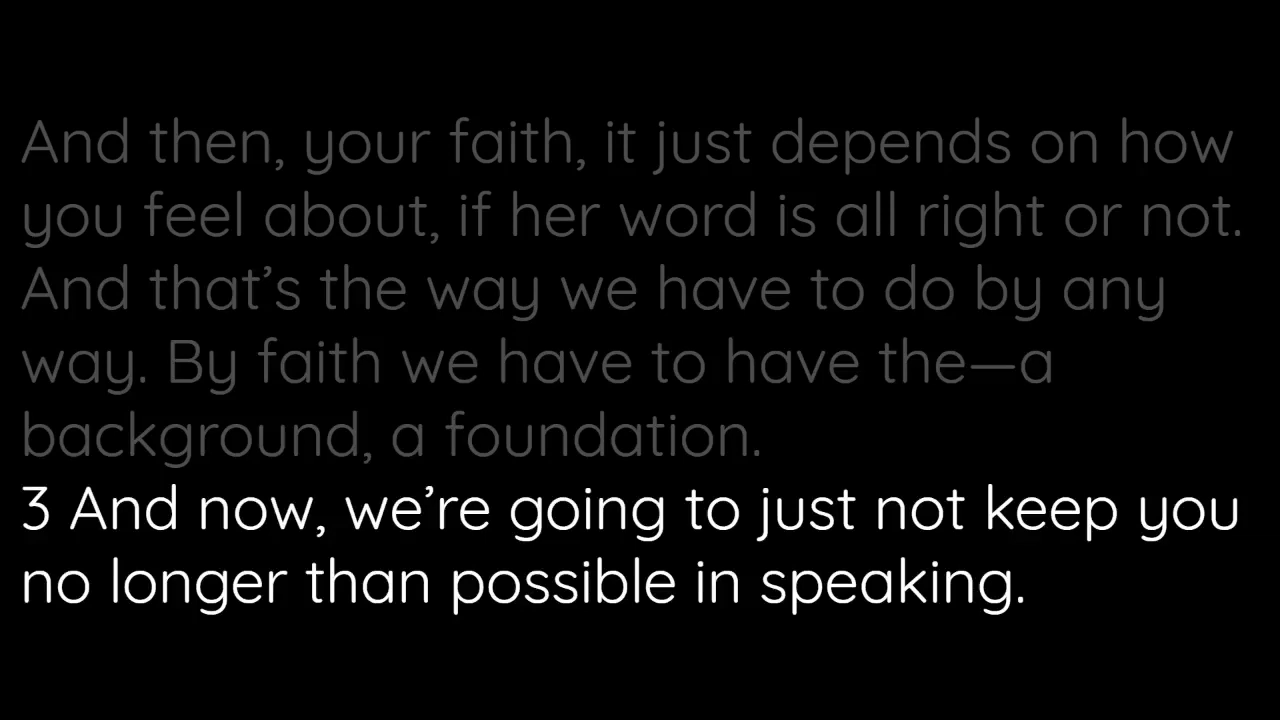 And then, your faith, it just depends on how
you feel about, if her word is all right or not.
And that’s the way we have to do by any
way. By faith we have to have the—a
background, a foundation.
3 And now, we’re going to just not keep you
no longer than possible in speaking.